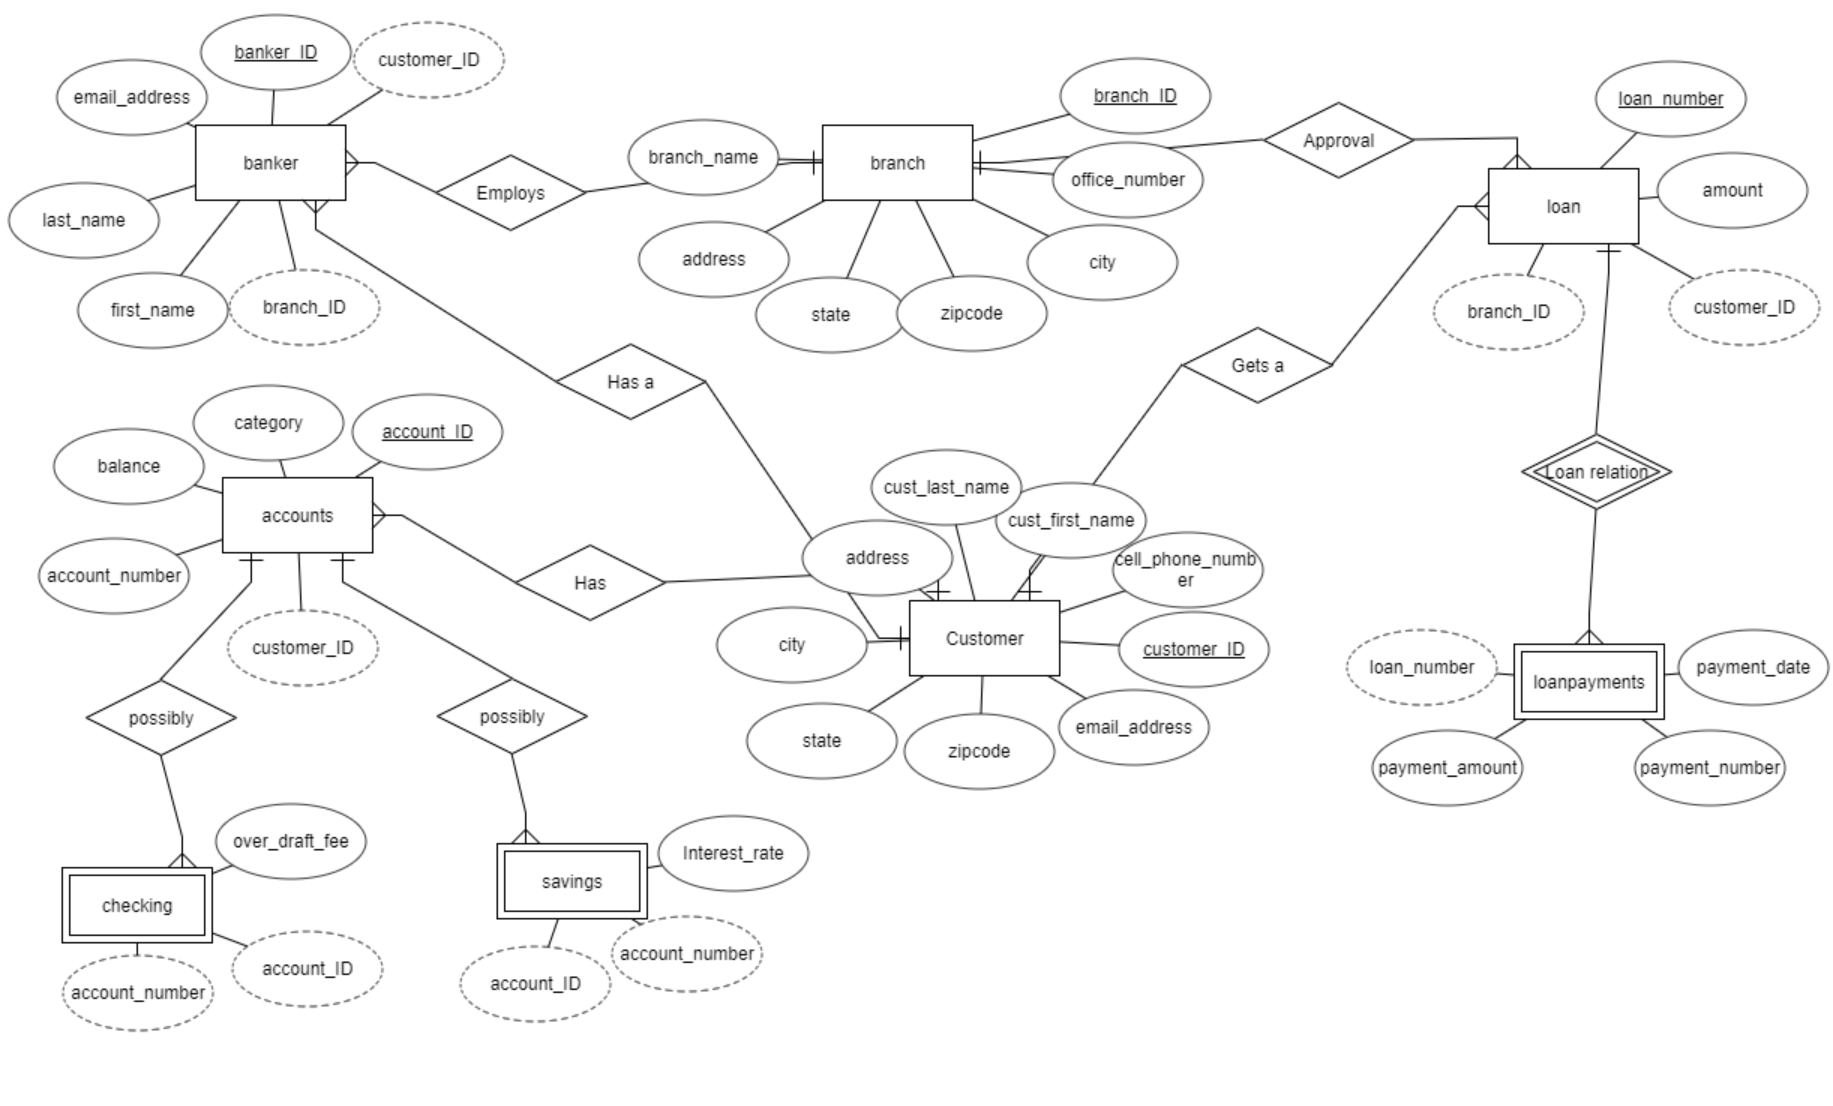 banker_ID
customer_ID
email_address
banker
last_name
first_name
branch_ID
Employs
branch_name
branch
branch_ID
office_number
address
state
zipcode
city
Approval
loan_number
loan
amount
branch_ID
customer_ID
Has a
Gets a
category
account_ID
balance
accounts
account_number
customer_ID
Has
cust_last_name
cust_first_name
address
cell_phone_numb
er
city
Customer
customer_ID
state
zipcode
email_address
Loan relation
loan_number
loanpayments
payment_date
payment_amount
payment_number
possibly
possibly
over_draft_fee
checking
account_number
account_ID
savings
Interest_rate
account_ID
account_number